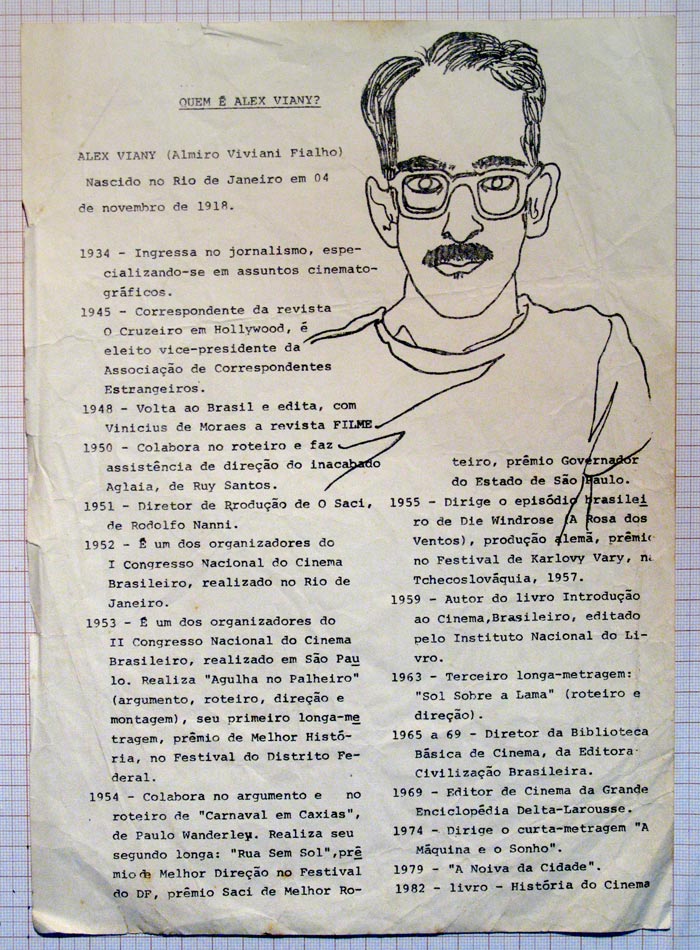 QUEM É ALEX VIANY?
ALEX VIANY (Almiro Viviani Fialho)
Nascido no Rio de Janeiro em 04
de novembro de 1918.
1934 - Ingressa no jornalismo, espe-
cializando-se em assuntos cinemato-
gráficos.
1945 - Correspondente da revista
O Cruzeiro em Hollywood, é
eleito vice-presidente da
Associação de Correspondentes
Estrangeiros.
1948 - Volta ao Brasil e edita, com
Vinicius de Moraes a revista FILME.
1950 - Colabora no roteiro e faz
assistência de direção do inacabado
Aglaia, de Ruy Santos.
1951 - Diretor de Rrodução de O Saci,
de Rodolfo Nanni.
1952 - É um dos organizadores do
I Congresso Nacional do Cinema
Brasileiro, realizado no Rio de
Janeiro.
1953 - É um dos organizadores do
II Congresso Nacional do Cinema
Brasileiro, realizado em São Pau
lo. Realiza "Agulha no Palheiro"
(argumento, roteiro, direção e
montagem), seu primeiro longa-me
tragem, prêmio de Melhor Histó-
ria, no Festival do Distrito Fe-
deral.
1954 - Colabora no argumento e no
roteiro de "Carnaval em Caxias",
de Paulo Wanderley. Realiza seu
segundo longa: "Rua Sem Sol",prê
mio de Melhor Direção no Festival
do DF, prêmio Saci de Melhor Ro-
teiro, prêmio Governador
do Estado de São Paulo.
1955 - Dirige o episódio brasilei
ro de Die Windrose (A Rosa dos
Ventos), produção alemã, prêmio
no Festival de Karlovy Vary, na
Tchecoslováquia, 1957.
1959 - Autor do livro Introdução
ao Cinema,Brasileiro, editado
pelo Instituto Nacional do Li-
vro.
1963 - Terceiro longa-metragem:
"Sol Sobre a Lama" (roteiro e
direção).
1965 a 69 - Diretor da Biblioteca
Básica de Cinema, da Editora
Civilização Brasileira.
1969 - Editor de Cinema da Grande
Enciclopédia Delta-Larousse.
1974 - Dirige o curta-metragem "A
Máquina e o Sonho".
1979 - "A Noiva da Cidade".
1982 - livro - História do Cinema